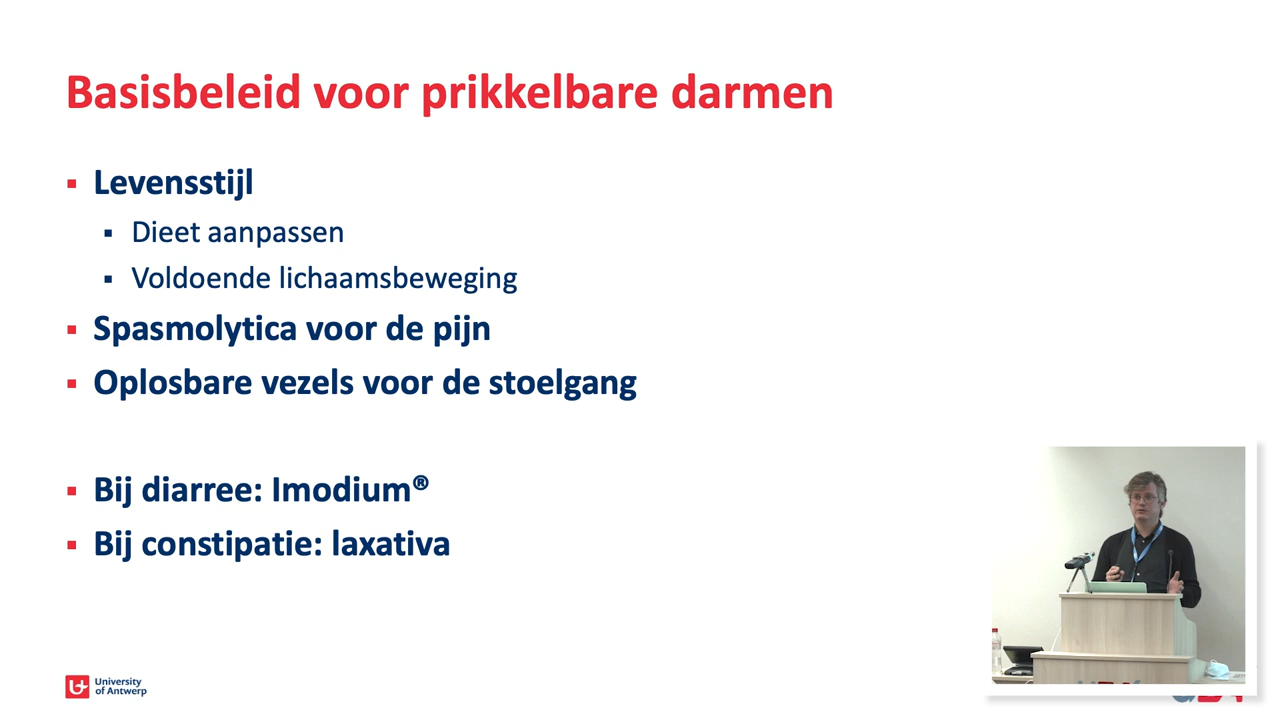 Basisbeleid voor prikkelbare darmen
▪ Levensstijl
▪ Dieet aanpassen
▪ Voldoende lichaamsbeweging
▪ Spasmolytica voor de pijn
▪ Oplosbare vezels voor de stoelgang
▪ Bij diarree: Imodium®
▪ Bij constipatie: laxativa
University
of Antwerp